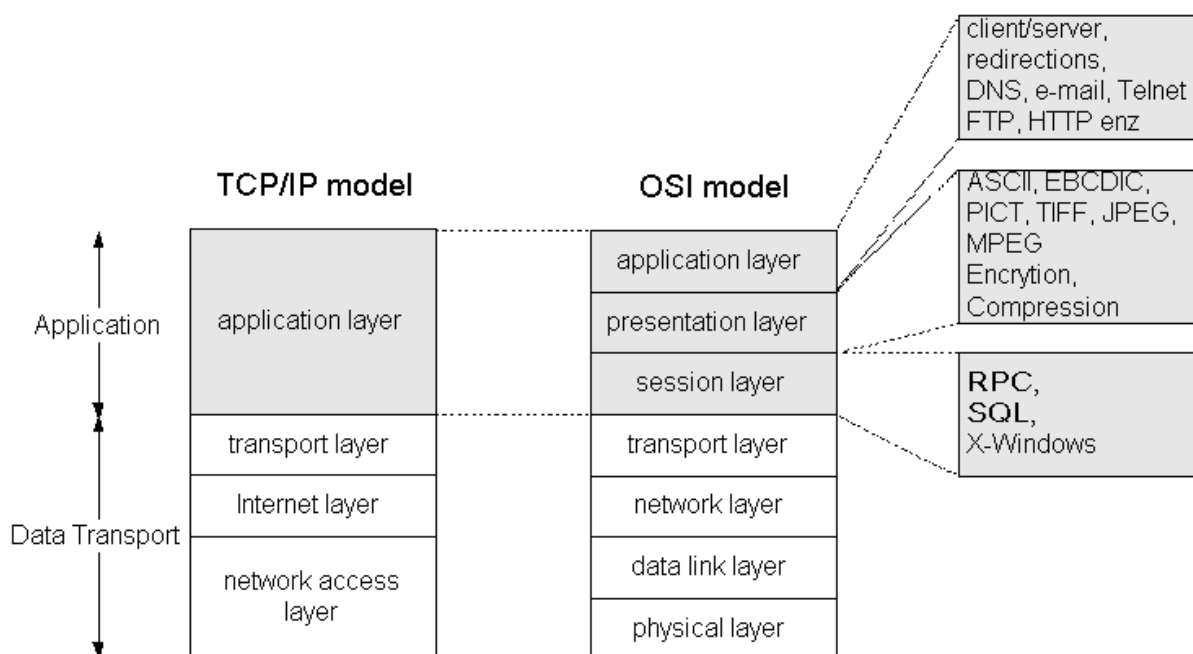 client/server,
redirections,
DNS, e-mail, Telnet
FTP, HTTP enz
TCP/IP model
OSI model
ASCII, EBCDIC,
PICT, TIFF, JPEG,
MPEG
Encrytion,
Compression
application layer
presentation layer
session layer
Application
application layer
RPC,
SQL,
X-Windows
transport layer
Internet layer
network access
layer
transport layer
network layer
data link layer
physical layer
Data Transport